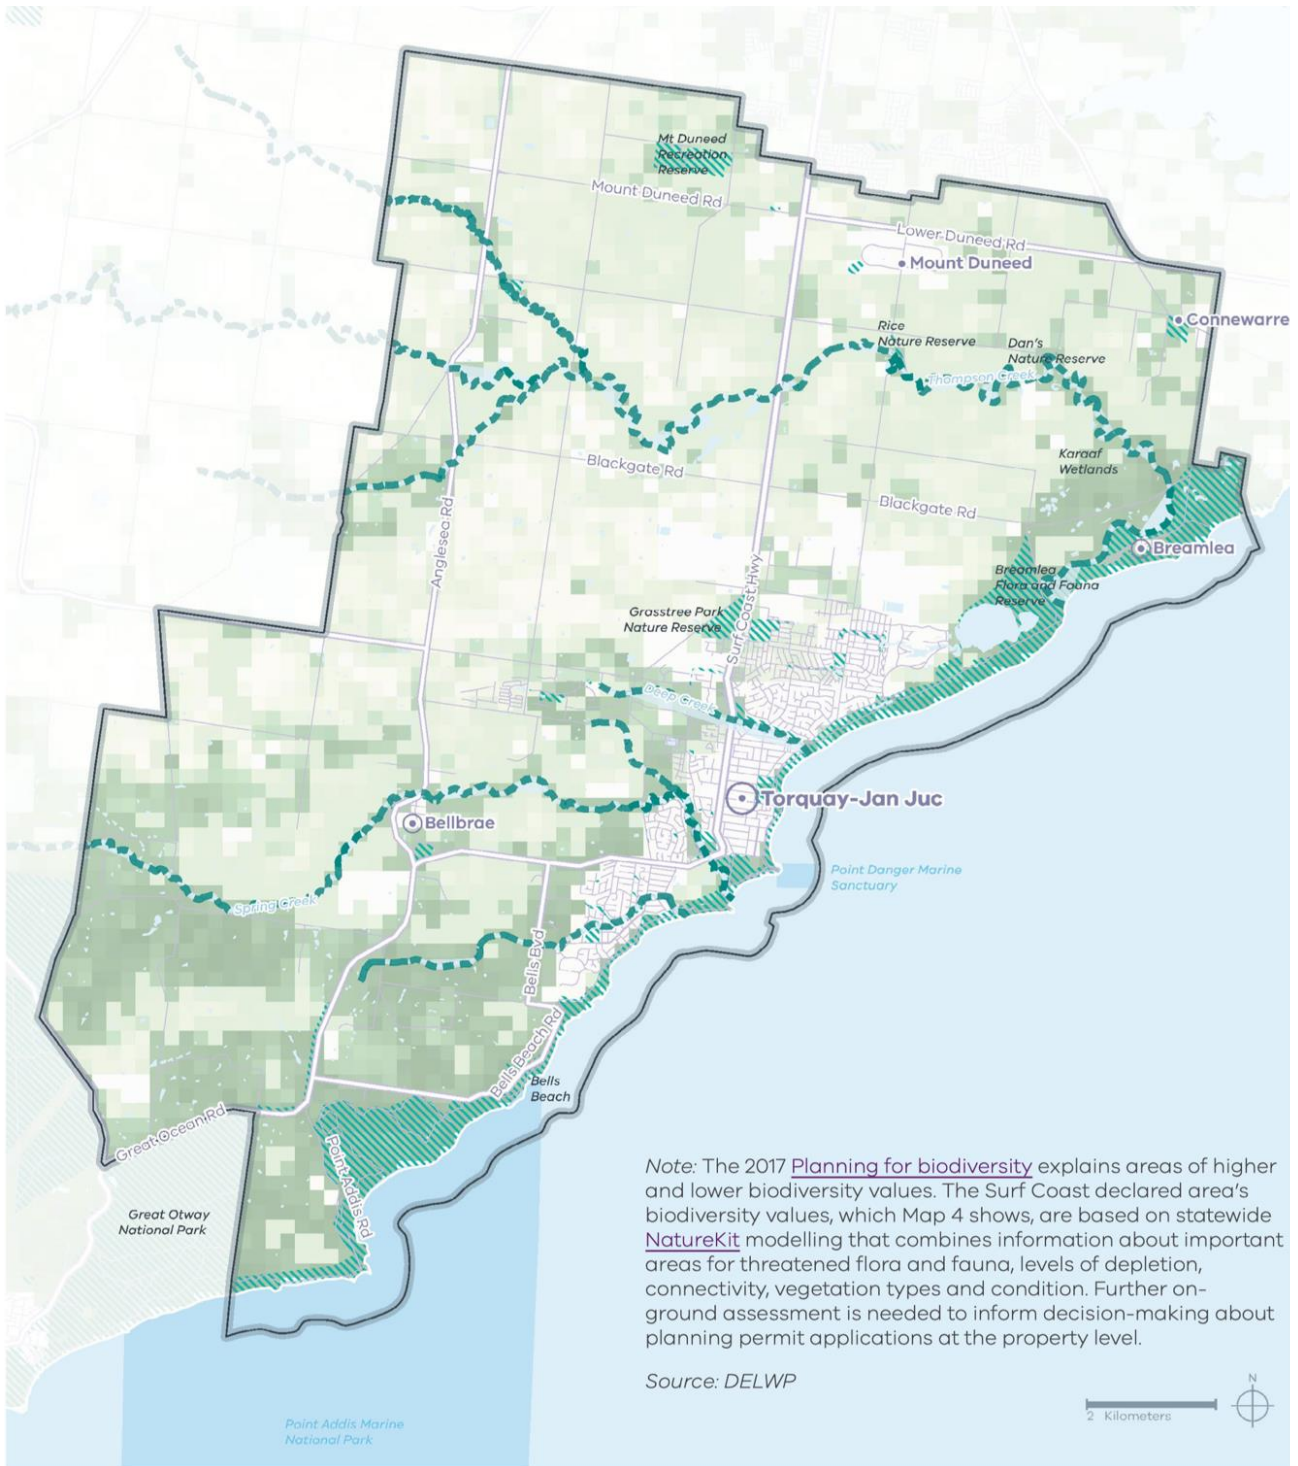 Mt Duneed
Recreation
Reserve
Mount Duneed Rd
Lower Duneed Rd
Mount Duneed
Connewarre
Rice
Nature Reserve
Dan's
Nature Reserve
Thompson Creek
Karaaf
Wetlands
Blackgate Rd
Blackgate Rd
Anglesea Rd
Surf Coast Hwy
Breamlea
Breamlea
Flora and Fauna
Reserve
Grasstree Park
Nature Reserve
Deep Creek
Torquay-Jan Juc
Bellbrae
Point Danger Marine
Sanctuary
Spring Creek
Bells Bvd
Bells Beach Rd
Bells
Beach
Great Ocean Rd
Point Addis Rd
Great Otway
National Park
Note: The 2017 Planning for biodiversity explains areas of higher
and lower biodiversity values. The Surf Coast declared area's
biodiversity values, which Map 4 shows, are based on statewide
NatureKit modelling that combines information about important
areas for threatened flora and fauna, levels of depletion,
connectivity, vegetation types and condition. Further on-
ground assessment is needed to inform decision-making about
planning permit applications at the property level.
Source: DELWP
N
2 Kilometers
Point Addis Marine
National Park